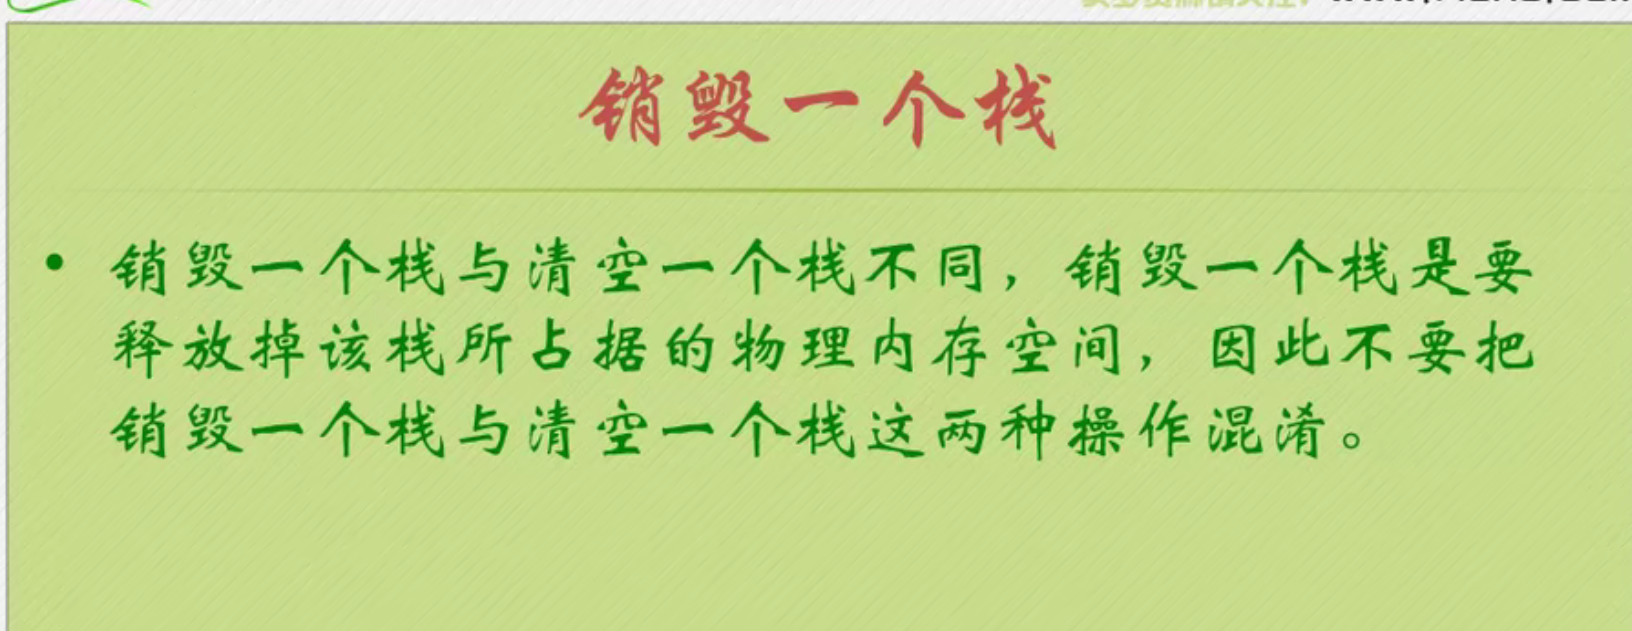 销毁一个栈
• 销毁一个栈与清空一个栈不同，销毁一个栈是要
释放掉该栈所占据的物理内存空间，因此不要把
销毁一个栈与清空一个栈这两种操作混淆。